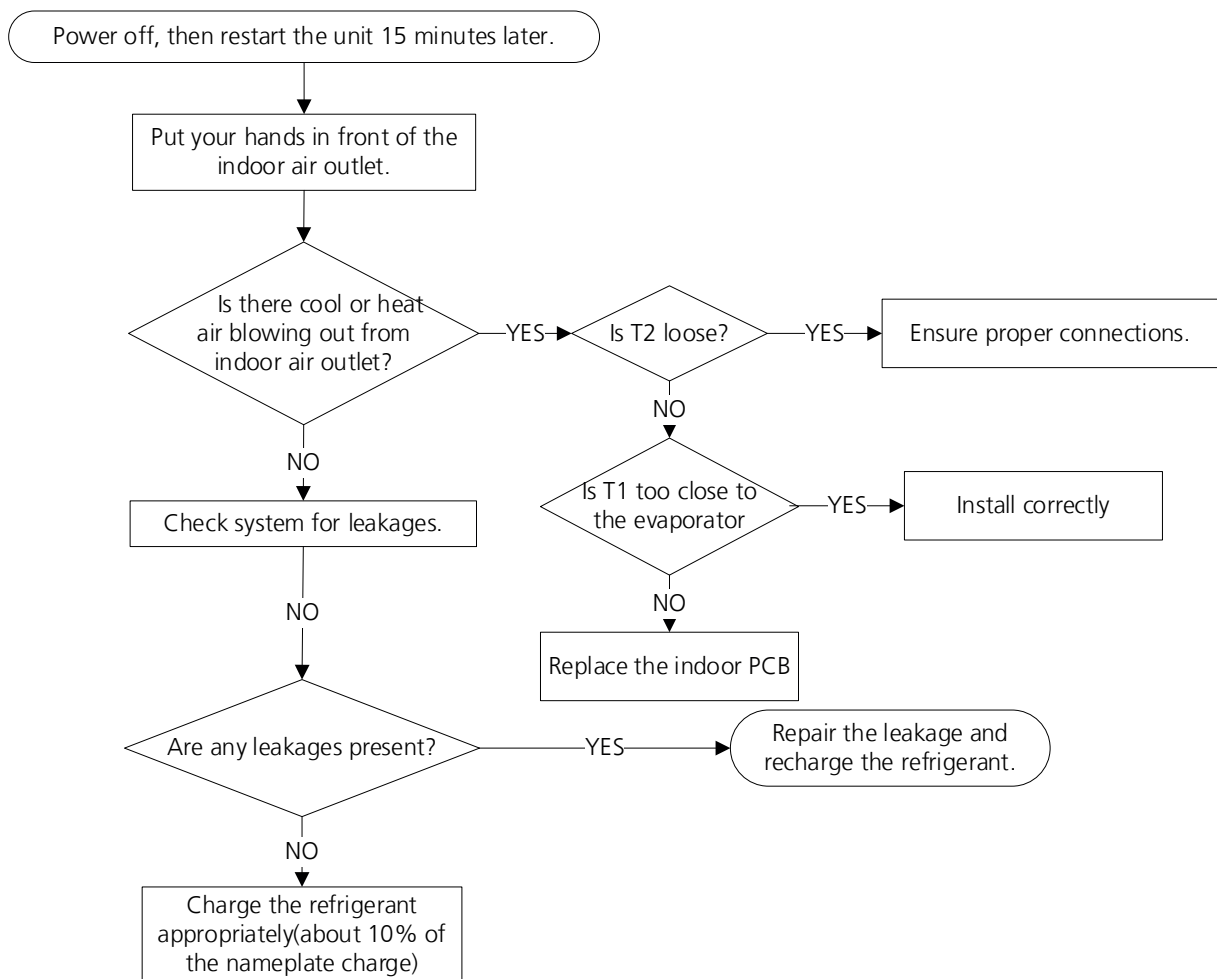 Power off, then restart the unit 15 minutes later.
Put your hands in front of the
indoor air outlet.
Is there cool or heat
air blowing out from
indoor air outlet?
YES
Is T2 loose?
YES
Ensure proper connections.
NO
NO
Is T1 too close to
the evaporator
YES
Install correctly
Check system for leakages.
NO
NO
Replace the indoor PCB
Are any leakages present?
YES
Repair the leakage and
recharge the refrigerant.
NO
Charge the refrigerant
appropriately(about 10% of
the nameplate charge)